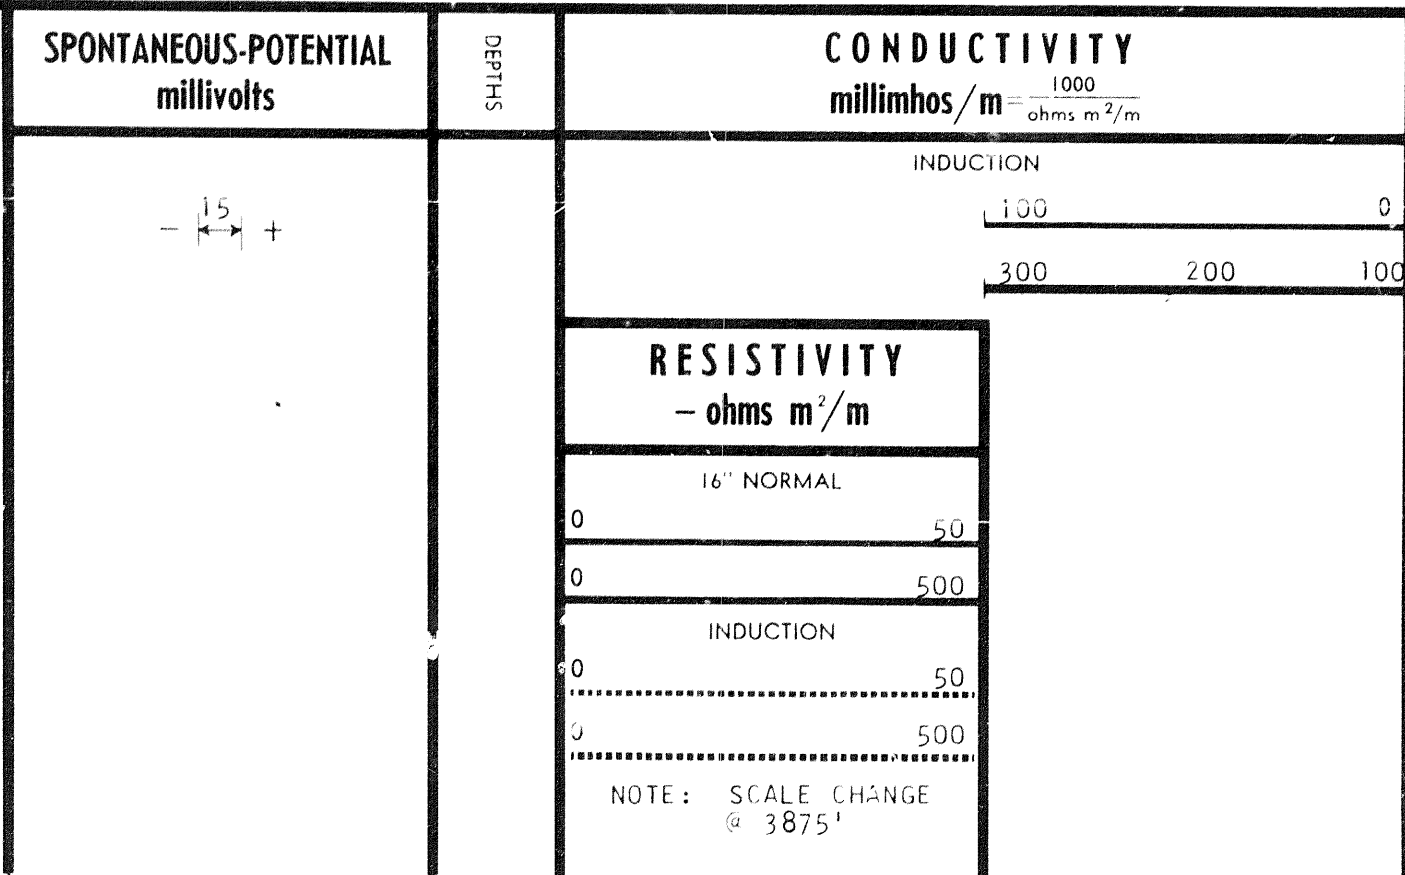 SPONTANEOUS-POTENTIAL
millivolts
- 15 +
DEPTHS
CONDUCTIVITY
millimhos/m = 1000 / ohms m²/m
INDUCTION
100 0
300 200 100
RESISTIVITY
- ohms m²/m
16" NORMAL
0 50
0 500
INDUCTION
0 50
0 500
NOTE: SCALE CHANGE
@ 3875'